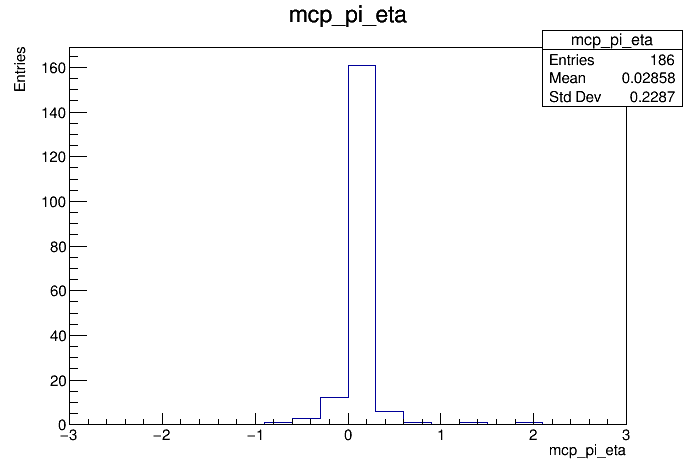 mcp_pi_eta
mcp_pi_eta
Entries 186
Mean 0.02858
Std Dev 0.2287
Entries
160
140
120
100
80
60
40
20
0
−3 −2 −1 0 1 2 3
mcp_pi_eta